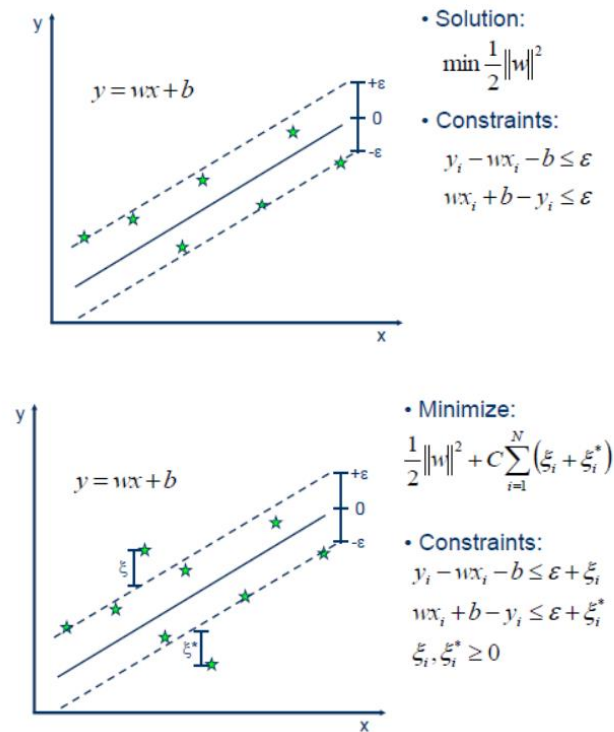 y
y = wx + b
+ε
0
-ε
x
• Solution:
min 1/2 ‖w‖²
• Constraints:
yᵢ − wxᵢ − b ≤ ε
wxᵢ + b − yᵢ ≤ ε
y
y = wx + b
+ε
0
-ε
ξ
ξ*
x
• Minimize:
1/2 ‖w‖² + C ∑ᵢ₌₁ᴺ (ξᵢ + ξᵢ*)
• Constraints:
yᵢ − wxᵢ − b ≤ ε + ξᵢ
wxᵢ + b − yᵢ ≤ ε + ξᵢ*
ξᵢ, ξᵢ* ≥ 0